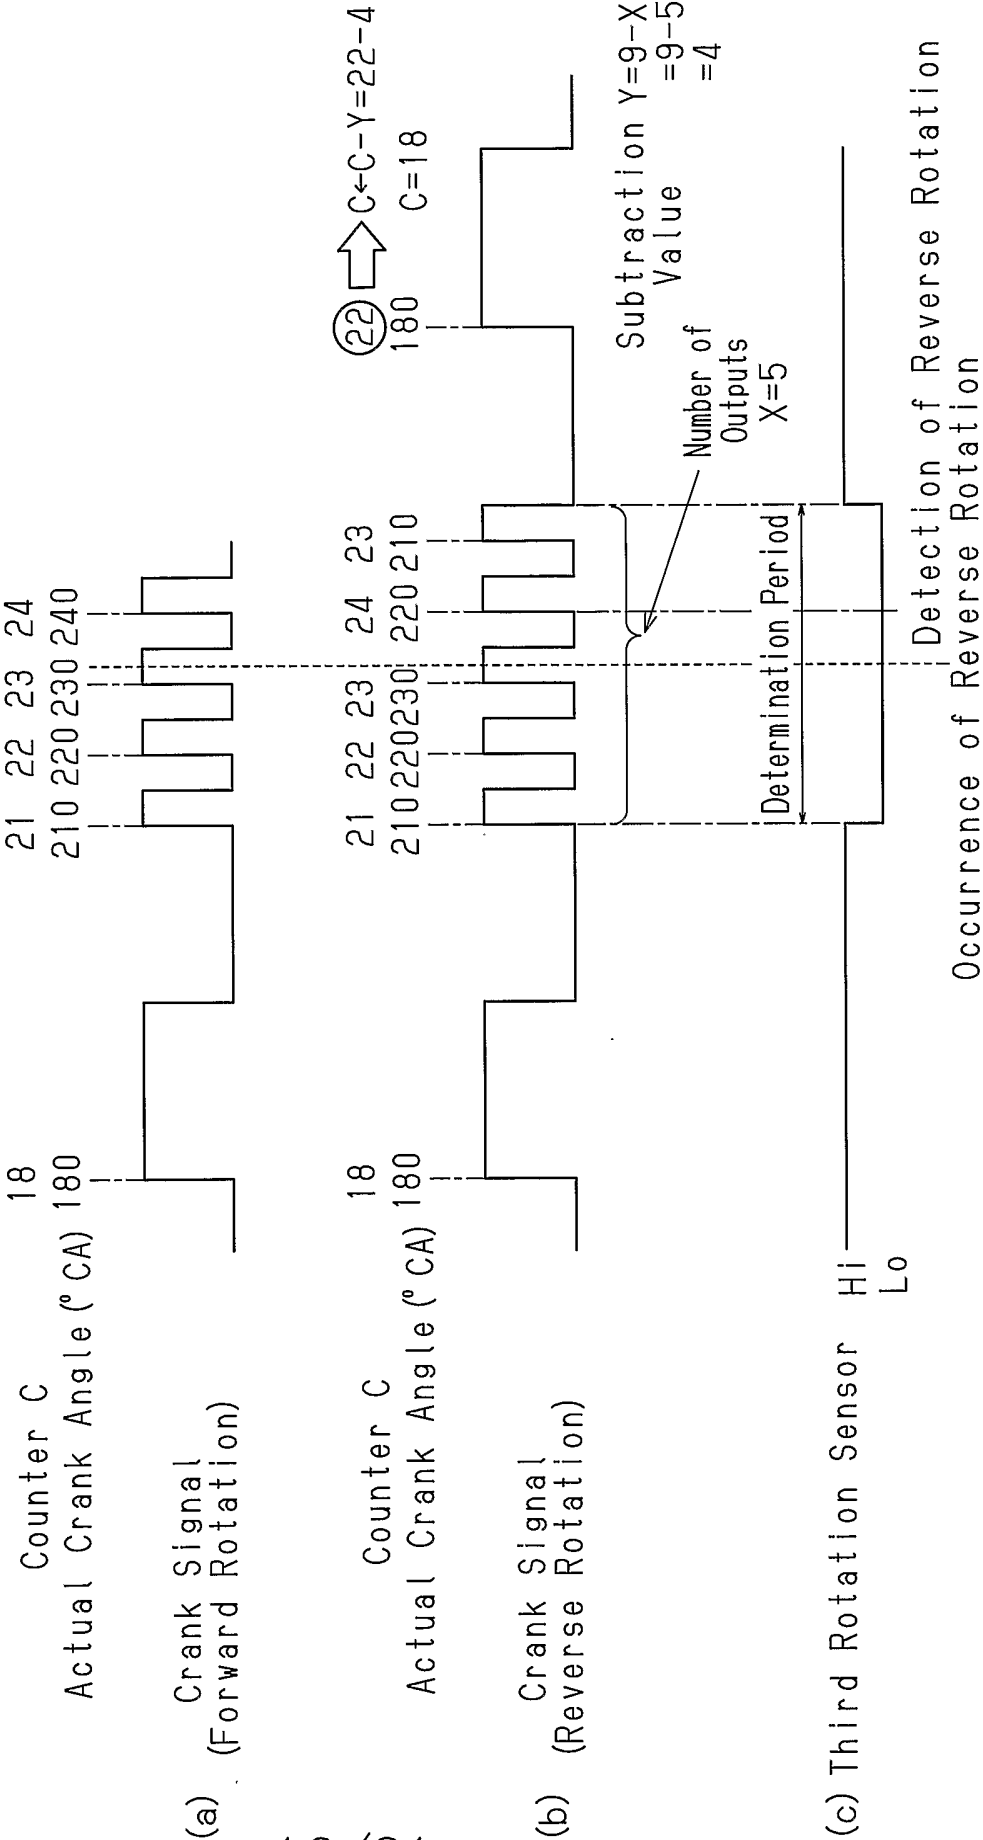 Counter C 18 21 22 23 24
Actual Crank Angle (° CA) 180 210 220 230 240
(a) Crank Signal
(Forward Rotation)
22 ⇒ C←C-Y=22-4
C=18
Counter C 18 21 22 23 24 23
Actual Crank Angle (° CA) 180 210 220 230 220 210 180
(b) Crank Signal
(Reverse Rotation)
Number of
Outputs
X=5
Subtraction Y=9-X
Value =9-5
=4
Determination Period
(c) Third Rotation Sensor Hi
Lo
Detection of Reverse Rotation
Occurrence of Reverse Rotation